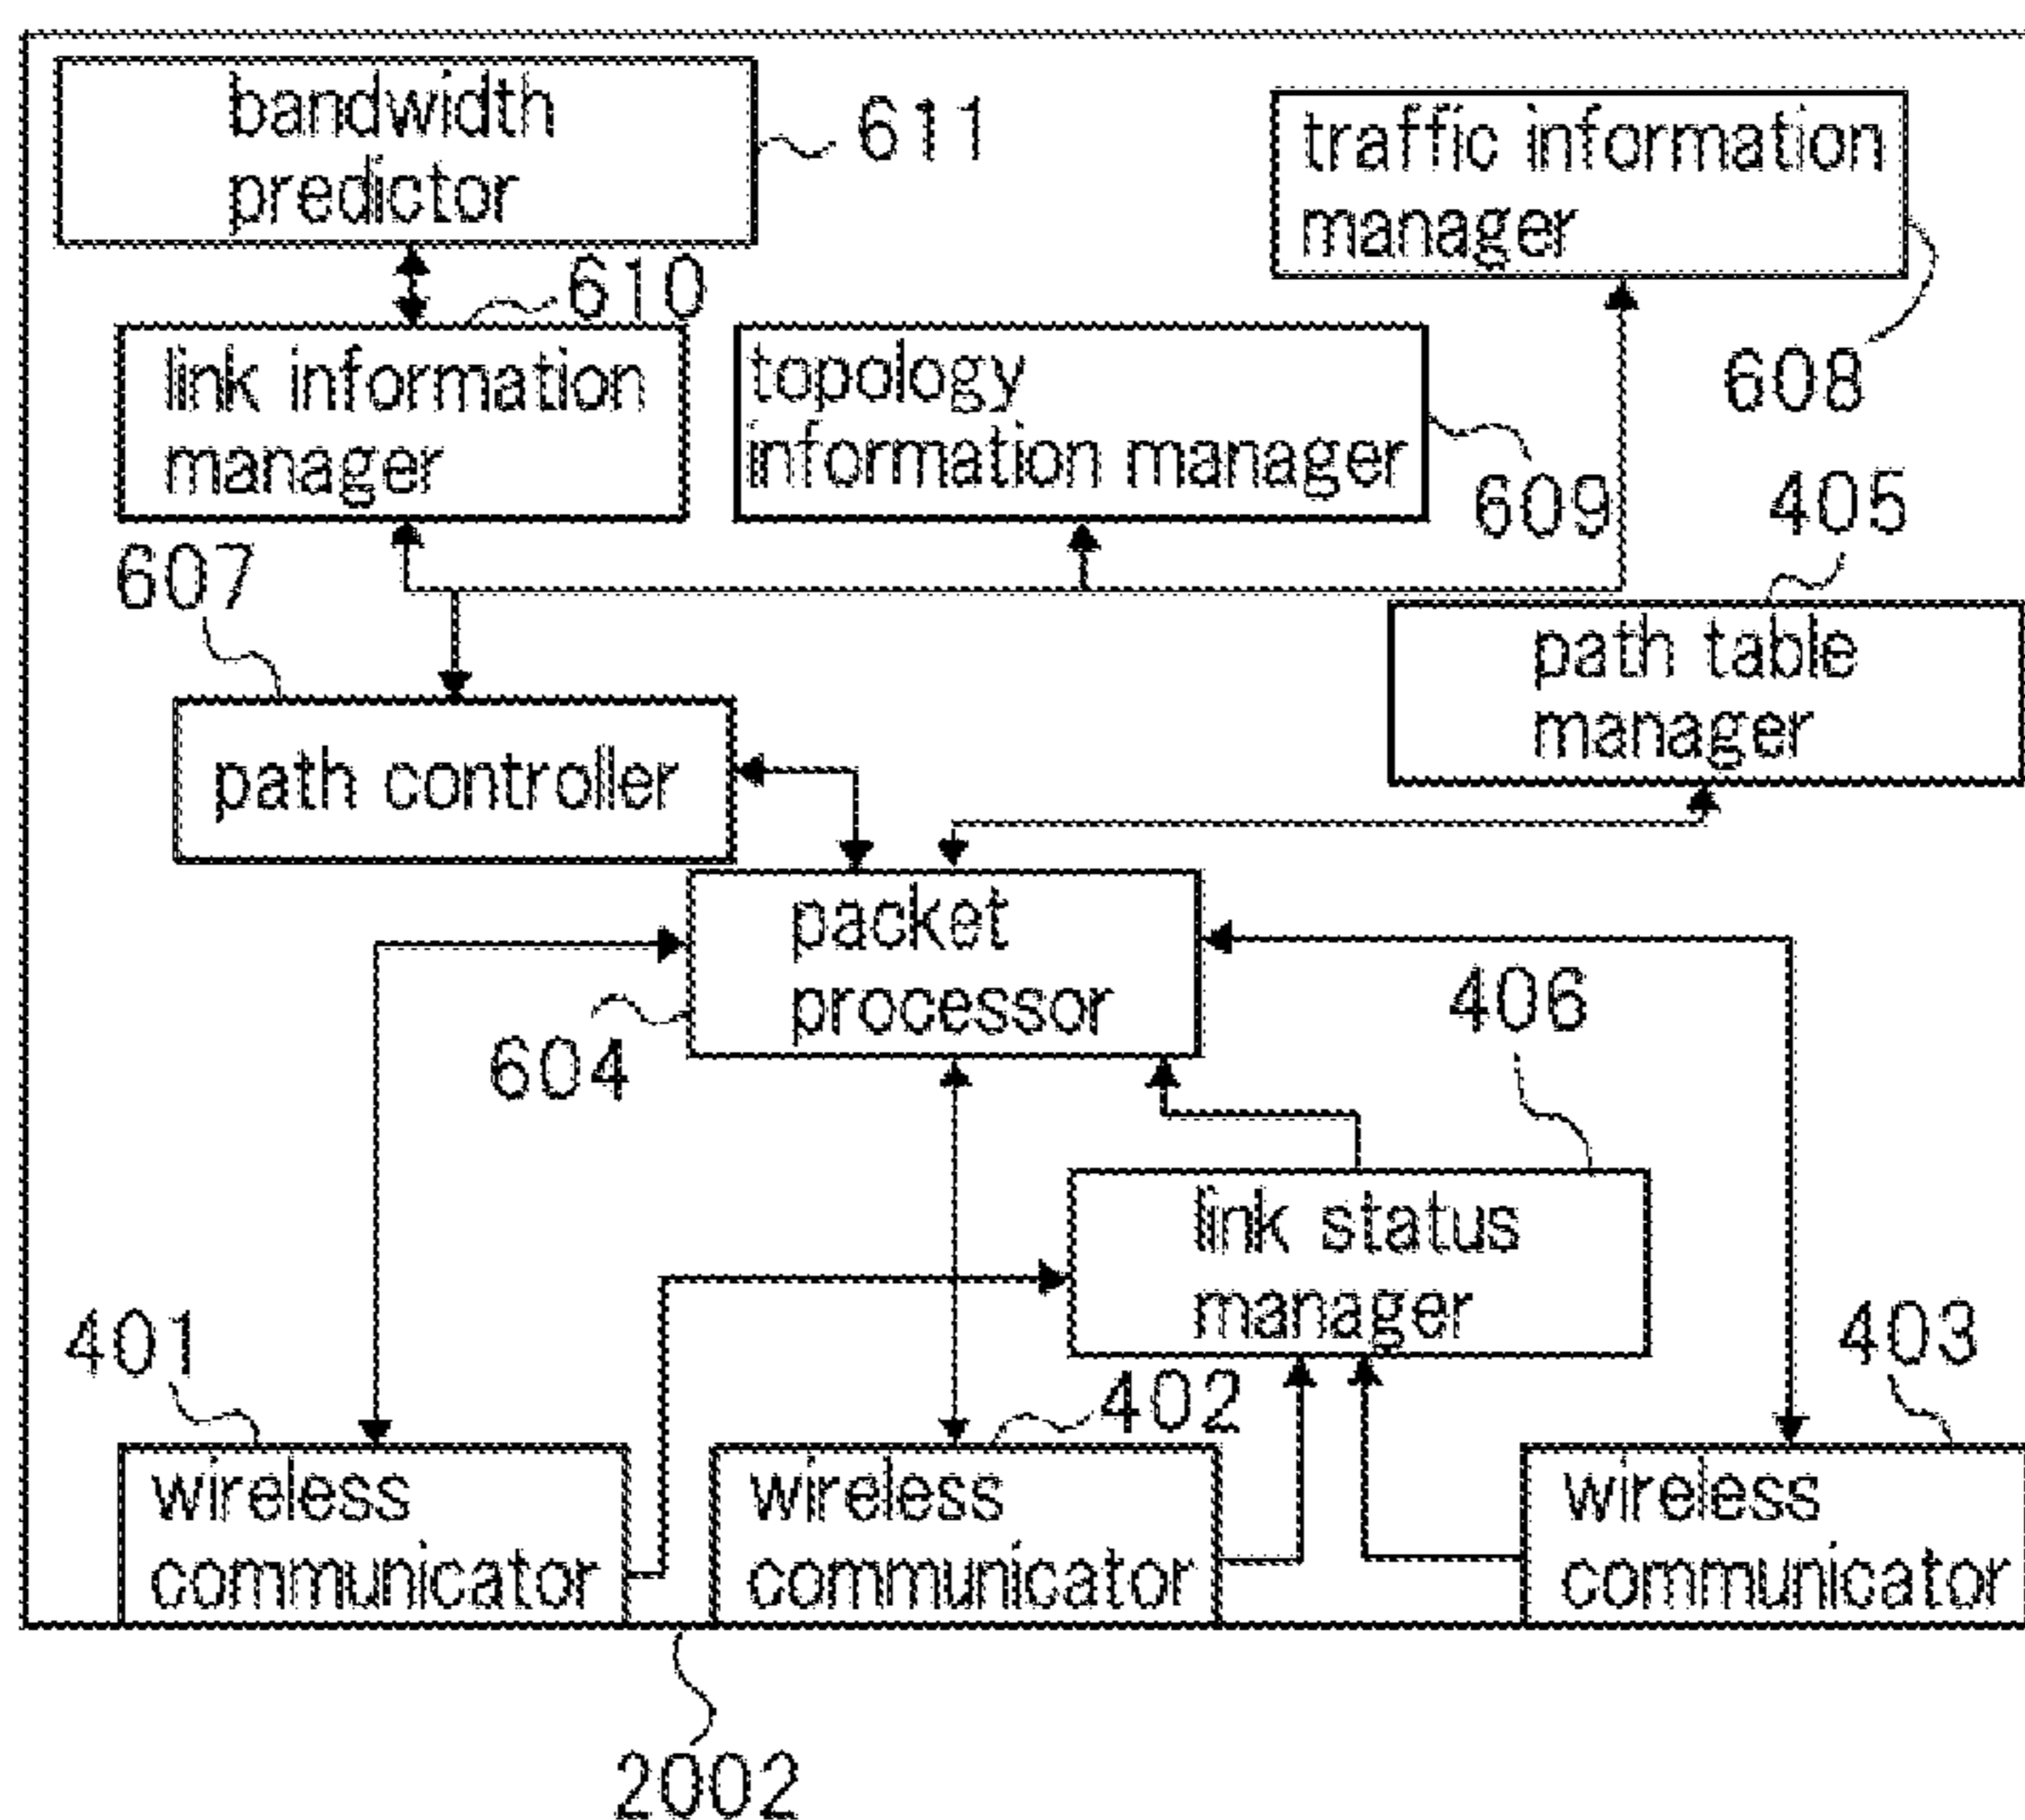 bandwidth
predictor
611
traffic information
manager
608
610
link information
manager
topology
information manager
609
405
607
path table
manager
path controller
packet
processor
604
406
link status
manager
401
402
403
wireless
communicator
wireless
communicator
wireless
communicator
2002